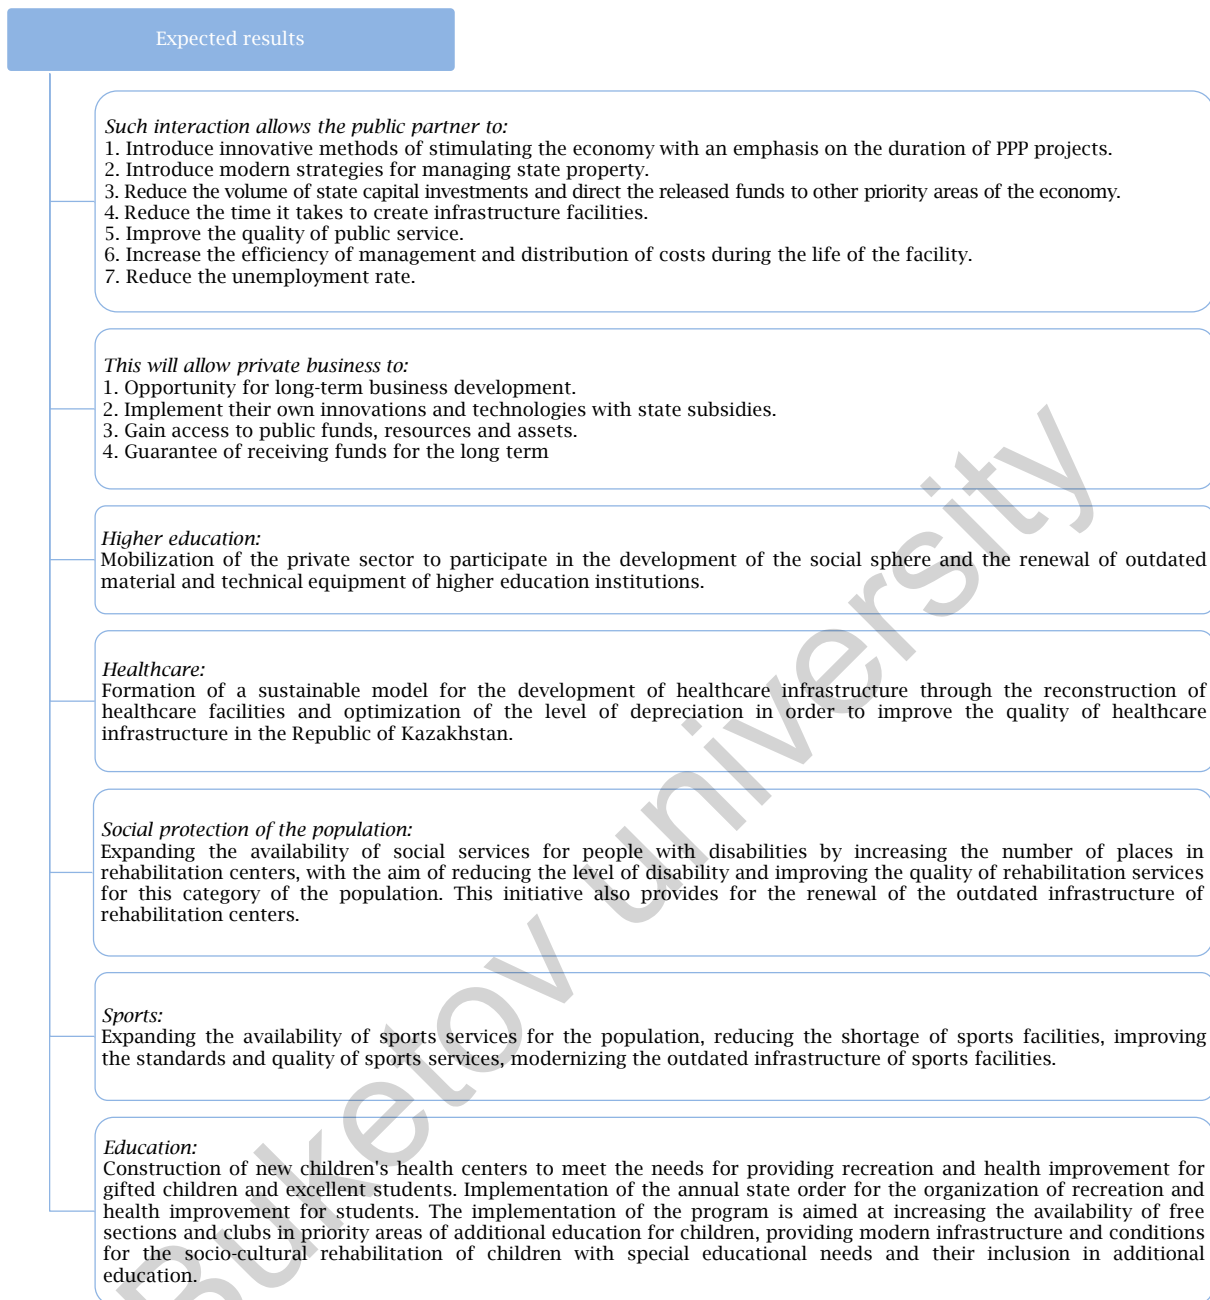 Expected results
Such interaction allows the public partner to:
1. Introduce innovative methods of stimulating the economy with an emphasis on the duration of PPP projects.
2. Introduce modern strategies for managing state property.
3. Reduce the volume of state capital investments and direct the released funds to other priority areas of the economy.
4. Reduce the time it takes to create infrastructure facilities.
5. Improve the quality of public service.
6. Increase the efficiency of management and distribution of costs during the life of the facility.
7. Reduce the unemployment rate.
This will allow private business to:
1. Opportunity for long-term business development.
2. Implement their own innovations and technologies with state subsidies.
3. Gain access to public funds, resources and assets.
4. Guarantee of receiving funds for the long term
Higher education:
Mobilization of the private sector to participate in the development of the social sphere and the renewal of outdated
material and technical equipment of higher education institutions.
Healthcare:
Formation of a sustainable model for the development of healthcare infrastructure through the reconstruction of
healthcare facilities and optimization of the level of depreciation in order to improve the quality of healthcare
infrastructure in the Republic of Kazakhstan.
Social protection of the population:
Expanding the availability of social services for people with disabilities by increasing the number of places in
rehabilitation centers, with the aim of reducing the level of disability and improving the quality of rehabilitation services
for this category of the population. This initiative also provides for the renewal of the outdated infrastructure of
rehabilitation centers.
Sports:
Expanding the availability of sports services for the population, reducing the shortage of sports facilities, improving
the standards and quality of sports services, modernizing the outdated infrastructure of sports facilities.
Education:
Construction of new children's health centers to meet the needs for providing recreation and health improvement for
gifted children and excellent students. Implementation of the annual state order for the organization of recreation and
health improvement for students. The implementation of the program is aimed at increasing the availability of free
sections and clubs in priority areas of additional education for children, providing modern infrastructure and conditions
for the socio-cultural rehabilitation of children with special educational needs and their inclusion in additional
education.
Buketov university